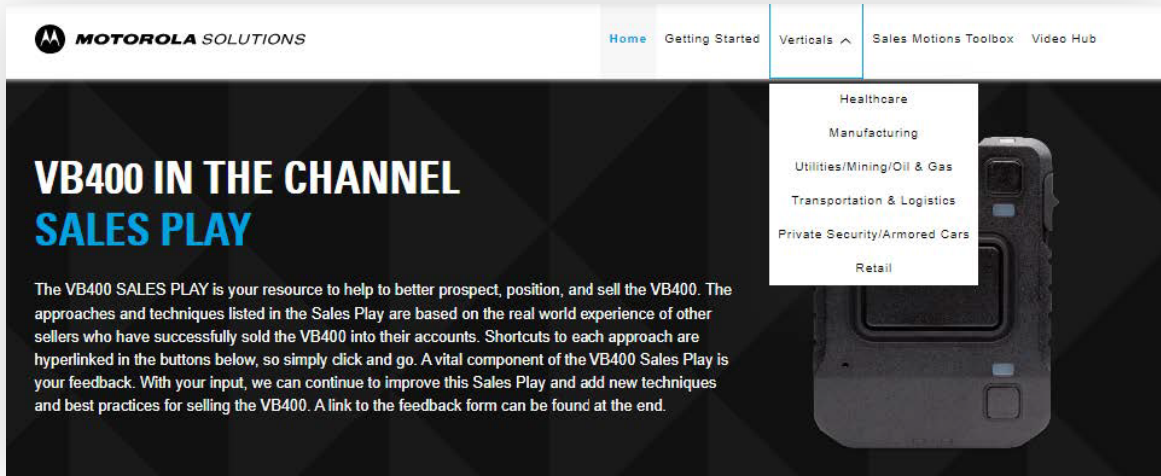 MOTOROLA SOLUTIONS
Home Getting Started Verticals Sales Motions Toolbox Video Hub
Healthcare
Manufacturing
Utilities/Mining/Oil & Gas
Transportation & Logistics
Private Security/Armored Cars
Retail
VB400 IN THE CHANNEL
SALES PLAY
The VB400 SALES PLAY is your resource to help to better prospect, position, and sell the VB400. The
approaches and techniques listed in the Sales Play are based on the real world experience of other
sellers who have successfully sold the VB400 into their accounts. Shortcuts to each approach are
hyperlinked in the buttons below, so simply click and go. A vital component of the VB400 Sales Play is
your feedback. With your input, we can continue to improve this Sales Play and add new techniques
and best practices for selling the VB400. A link to the feedback form can be found at the end.